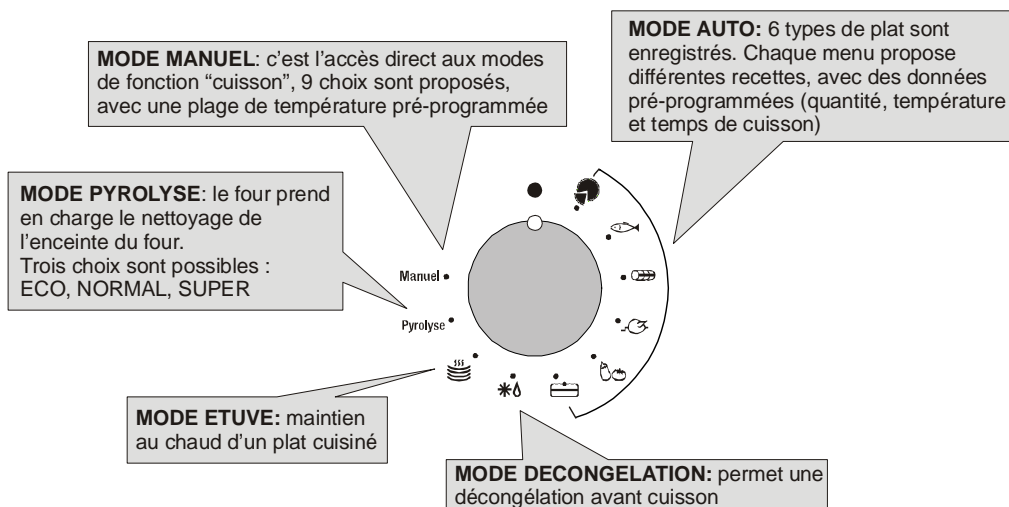 MODE MANUEL: c’est l’accès direct aux modes
de fonction “cuisson”, 9 choix sont proposés,
avec une plage de température pré-programmée
MODE AUTO: 6 types de plat sont
enregistrés. Chaque menu propose
différentes recettes, avec des données
pré-programmées (quantité, température
et temps de cuisson)
MODE PYROLYSE: le four prend
en charge le nettoyage de
l’enceinte du four.
Trois choix sont possibles :
ECO, NORMAL, SUPER
Manuel
Pyrolyse
MODE ETUVE: maintien
au chaud d’un plat cuisiné
MODE DECONGELATION: permet une
décongélation avant cuisson